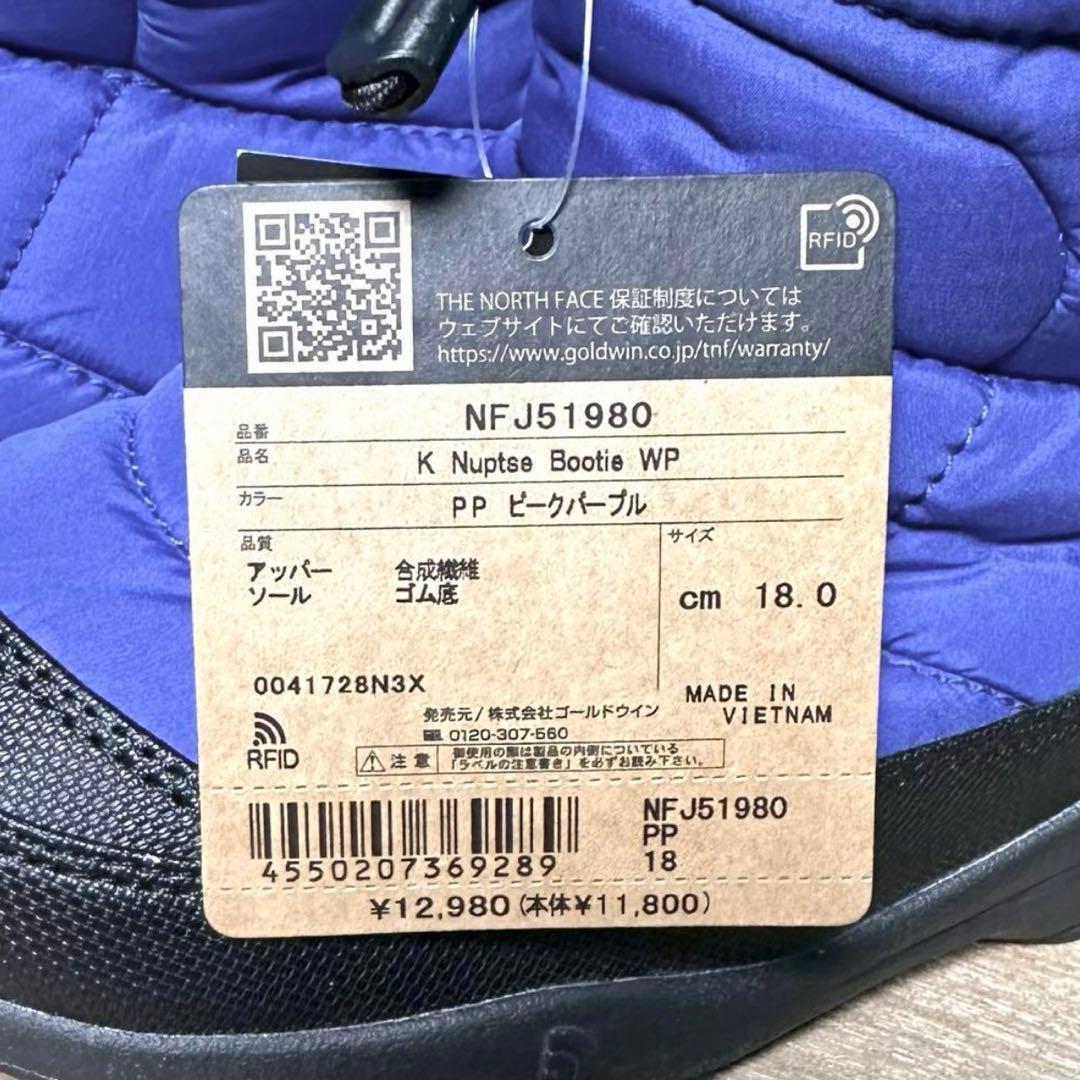 RFID
THE NORTH FACE 保証制度については
ウェブサイトにてご確認いただけます。
https://www.goldwin.co.jp/tnf/warranty/
品番 NFJ51980
品名 K Nuptse Bootie WP
カラー PP ピークパープル
品質
アッパー 合成繊維
ソール ゴム底
サイズ
cm 18.0
0041728N3X
MADE IN
VIETNAM
発売元/株式会社ゴールドウイン
0120-307-560
RFID
注意
御使用の際は製品の内側についている
「ラベルの注意書き」を必ずお読み下さい。
4550207369289
NFJ51980
PP
18
¥12,980(本体¥11,800)